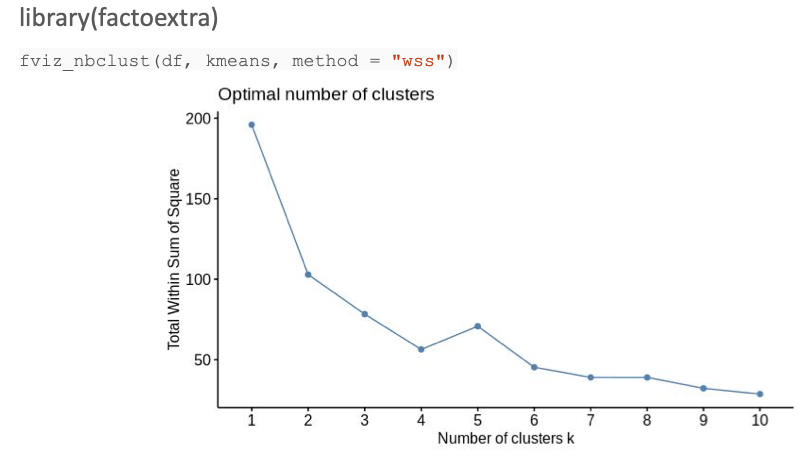 library(factoextra)
fviz_nbclust(df, kmeans, method = "wss")
Optimal number of clusters
200
150
100
50
Total Within Sum of Square
1 2 3 4 5 6 7 8 9 10
Number of clusters k